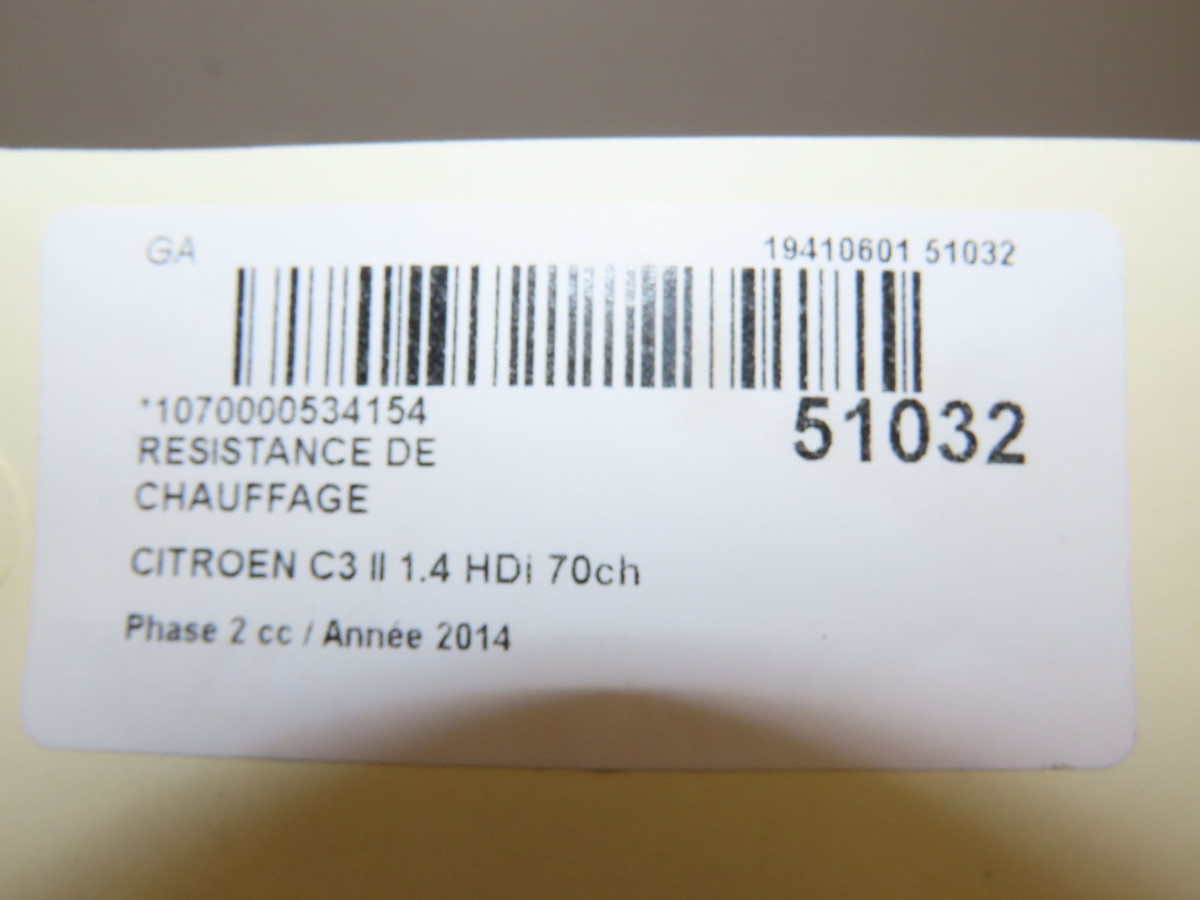 GA
19410601 51032
*1070000534154
51032
RESISTANCE DE
CHAUFFAGE
CITROEN C3 II 1.4 HDi 70ch
Phase 2 cc / Année 2014